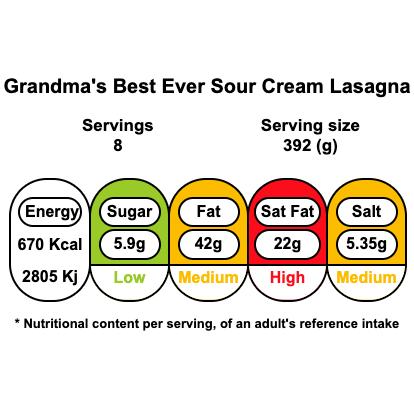 Grandma's Best Ever Sour Cream Lasagna
Servings Serving size
8 392 (g)
Energy Sugar Fat Sat Fat Salt
670 Kcal 5.9g 42g 22g 5.35g
2805 Kj Low Medium High Medium
* Nutritional content per serving, of an adult's reference intake